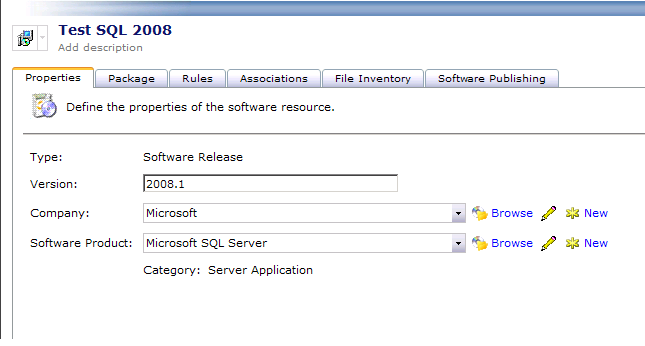 Test SQL 2008
Add description
Properties Package Rules Associations File Inventory Software Publishing
Define the properties of the software resource.
Type: Software Release
Version: 2008.1
Company: Microsoft Browse New
Software Product: Microsoft SQL Server Browse New
Category: Server Application